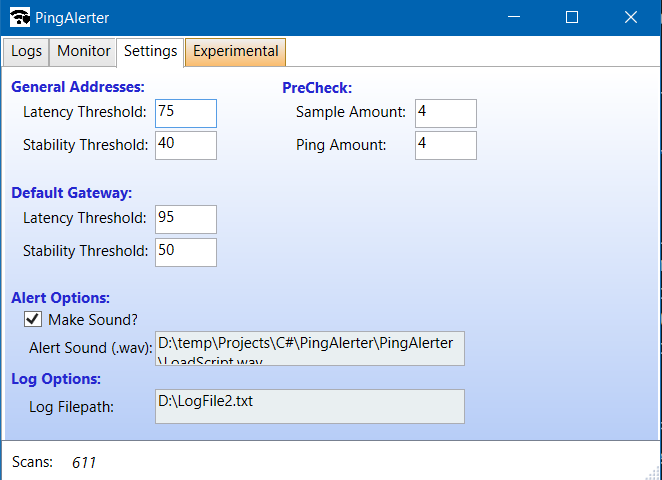 PingAlerter
Logs Monitor Settings Experimental
General Addresses:
Latency Threshold: 75
Stability Threshold: 40
PreCheck:
Sample Amount: 4
Ping Amount: 4
Default Gateway:
Latency Threshold: 95
Stability Threshold: 50
Alert Options:
Make Sound?
Alert Sound (.wav): D:\temp\Projects\C#\PingAlerter\PingAlerter
\LoadScript.wav
Log Options:
Log Filepath: D:\LogFile2.txt
Scans: 611